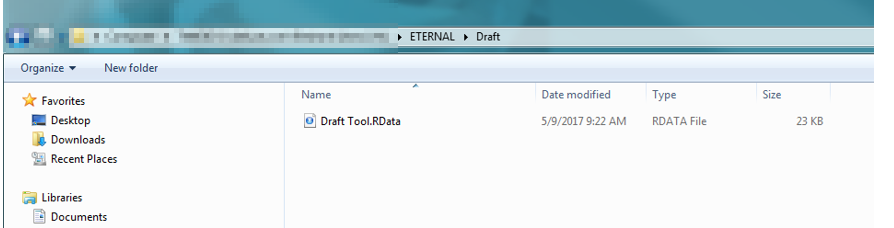 ETERNAL Draft
Organize New folder
Name Date modified Type Size
Favorites
Desktop
Downloads
Recent Places
Libraries
Documents
Draft Tool.RData 5/9/2017 9:22 AM RDATA File 23 KB